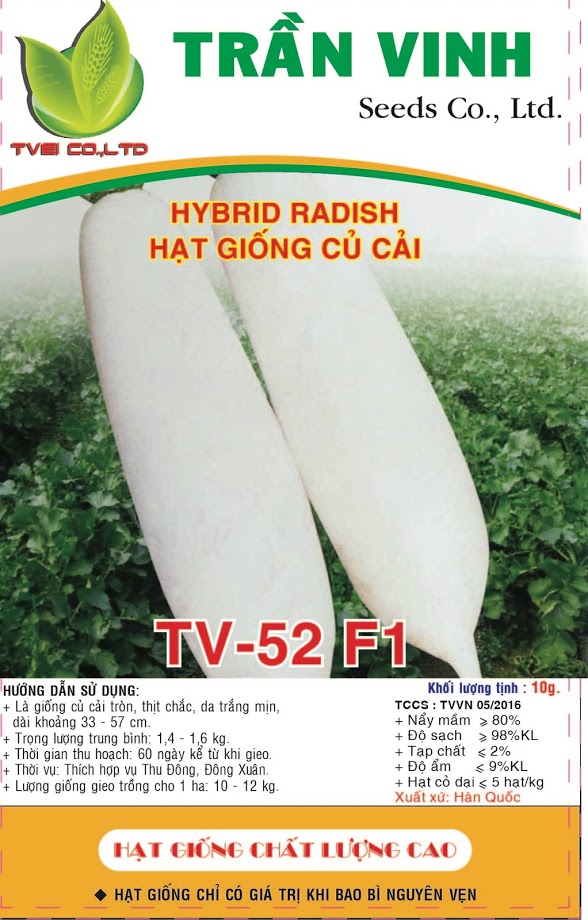 TRẦN VINH
Seeds Co., Ltd.
TVSI CO.,LTD
HYBRID RADISH
HẠT GIỐNG CỦ CẢI
TV-52 F1
HƯỚNG DẪN SỬ DỤNG:
+ Là giống củ cải tròn, thịt chắc, da trắng mịn,
dài khoảng 33 - 57 cm.
+ Trọng lượng trung bình: 1,4 - 1,6 kg.
+ Thời gian thu hoạch: 60 ngày kể từ khi gieo.
+ Thời vụ: Thích hợp vụ Thu Đông, Đông Xuân.
+ Lượng giống gieo trồng cho 1 ha: 10 - 12 kg.
Khối lượng tịnh : 10g.
TCCS : TVVN 05/2016
+ Nẩy mầm ⩾ 80%
+ Độ sạch ⩾ 98%KL
+ Tạp chất ⩽ 2%
+ Độ ẩm ⩽ 9%KL
+ Hạt cỏ dại ⩽ 5 hạt/kg
Xuất xứ: Hàn Quốc
HẠT GIỐNG CHẤT LƯỢNG CAO
◆ HẠT GIỐNG CHỈ CÓ GIÁ TRỊ KHI BAO BÌ NGUYÊN VẸN